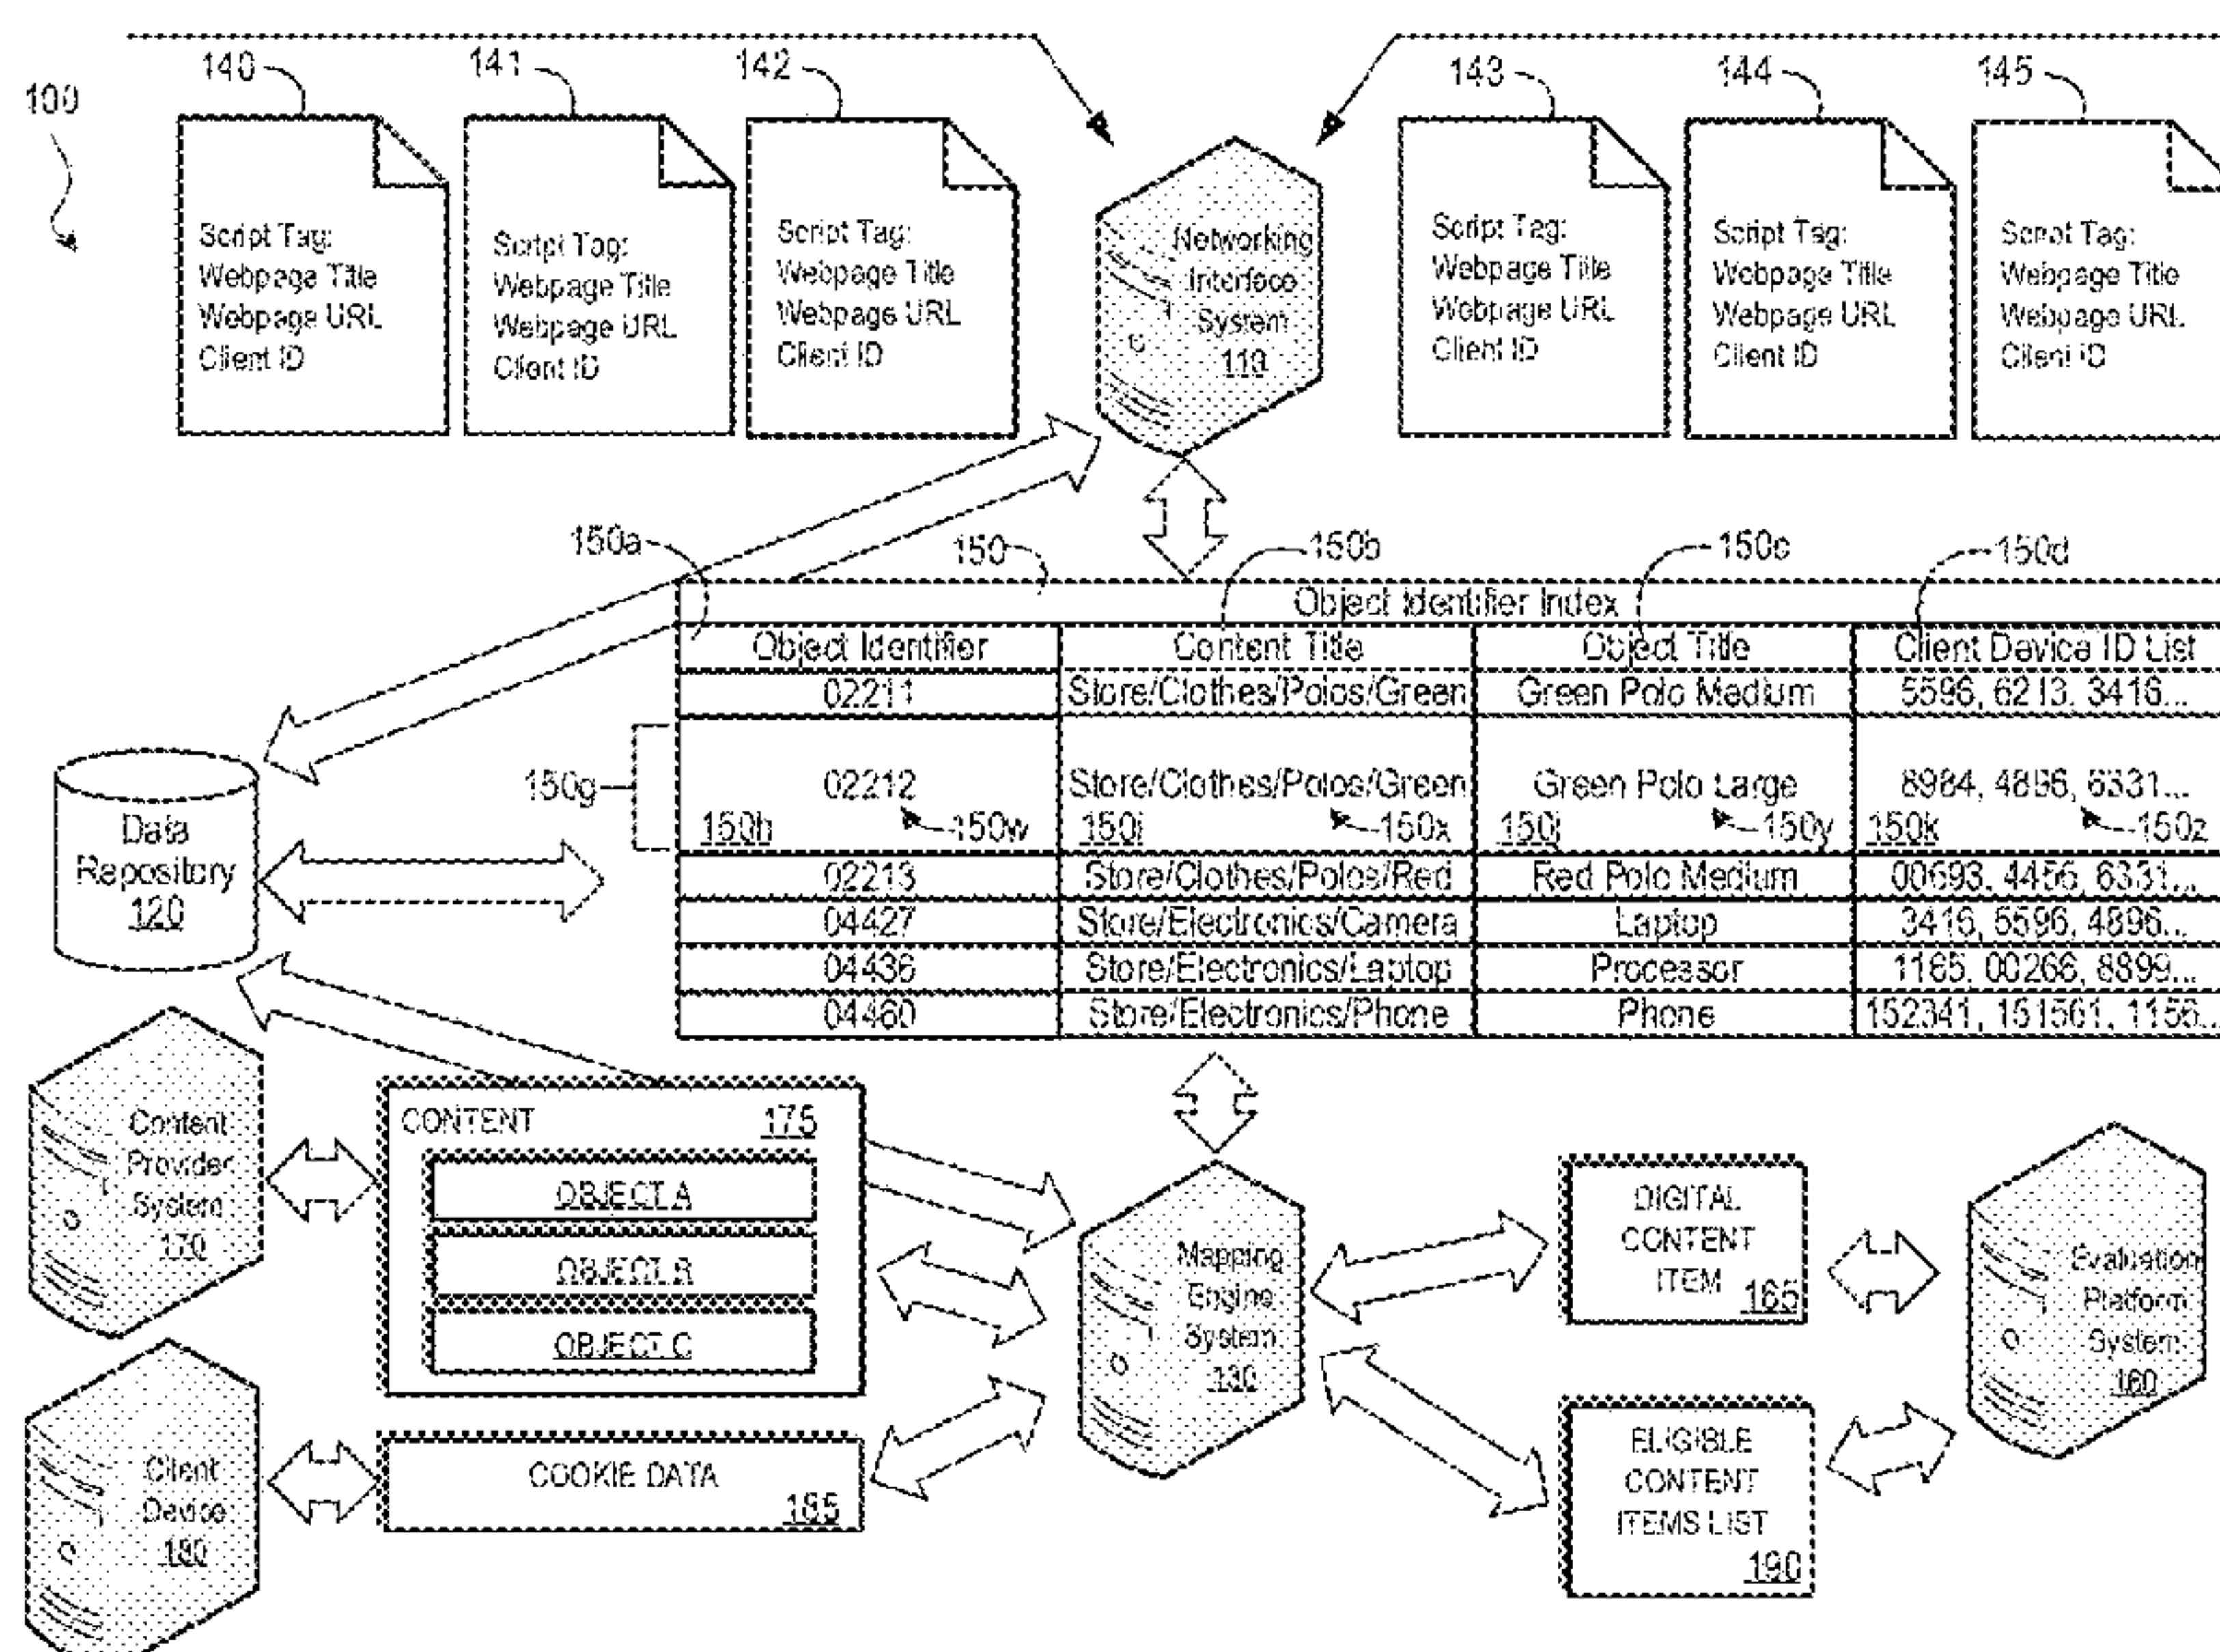 100
140
141
142
143
144
145
Script Tag:
Webpage Title
Webpage URL
Client ID
Script Tag:
Webpage Title
Webpage URL
Client ID
Script Tag:
Webpage Title
Webpage URL
Client ID
Networking
Interface
System
110
Script Tag:
Webpage Title
Webpage URL
Client ID
Script Tag:
Webpage Title
Webpage URL
Client ID
Script Tag:
Webpage Title
Webpage URL
Client ID
150a
150
150b
150c
150d
Object Identifier Index
Object Identifier Content Title Object Title Client Device ID List
02211 Store/Clothes/Polos/Green Green Polo Medium 5596, 6213, 3416...
150g
02212 Store/Clothes/Polos/Green Green Polo Large 8984, 4896, 6331...
150h 150w 150i 150x 150j 150y 150k 150z
02213 Store/Clothes/Polos/Red Red Polo Medium 00693, 4456, 6331...
04427 Store/Electronics/Camera Laptop 3416, 5596, 4896...
04436 Store/Electronics/Laptop Processor 1165, 00266, 8899...
04460 Store/Electronics/Phone Phone 152341, 151561, 1156...
Data
Repository
120
Content
Provider
System
170
CONTENT 175
OBJECT A
OBJECT B
OBJECT C
Client
Device
180
COOKIE DATA
185
Mapping
Engine
System
130
DIGITAL
CONTENT
ITEM
165
ELIGIBLE
CONTENT
ITEMS LIST
190
Evaluation
Platform
System
160